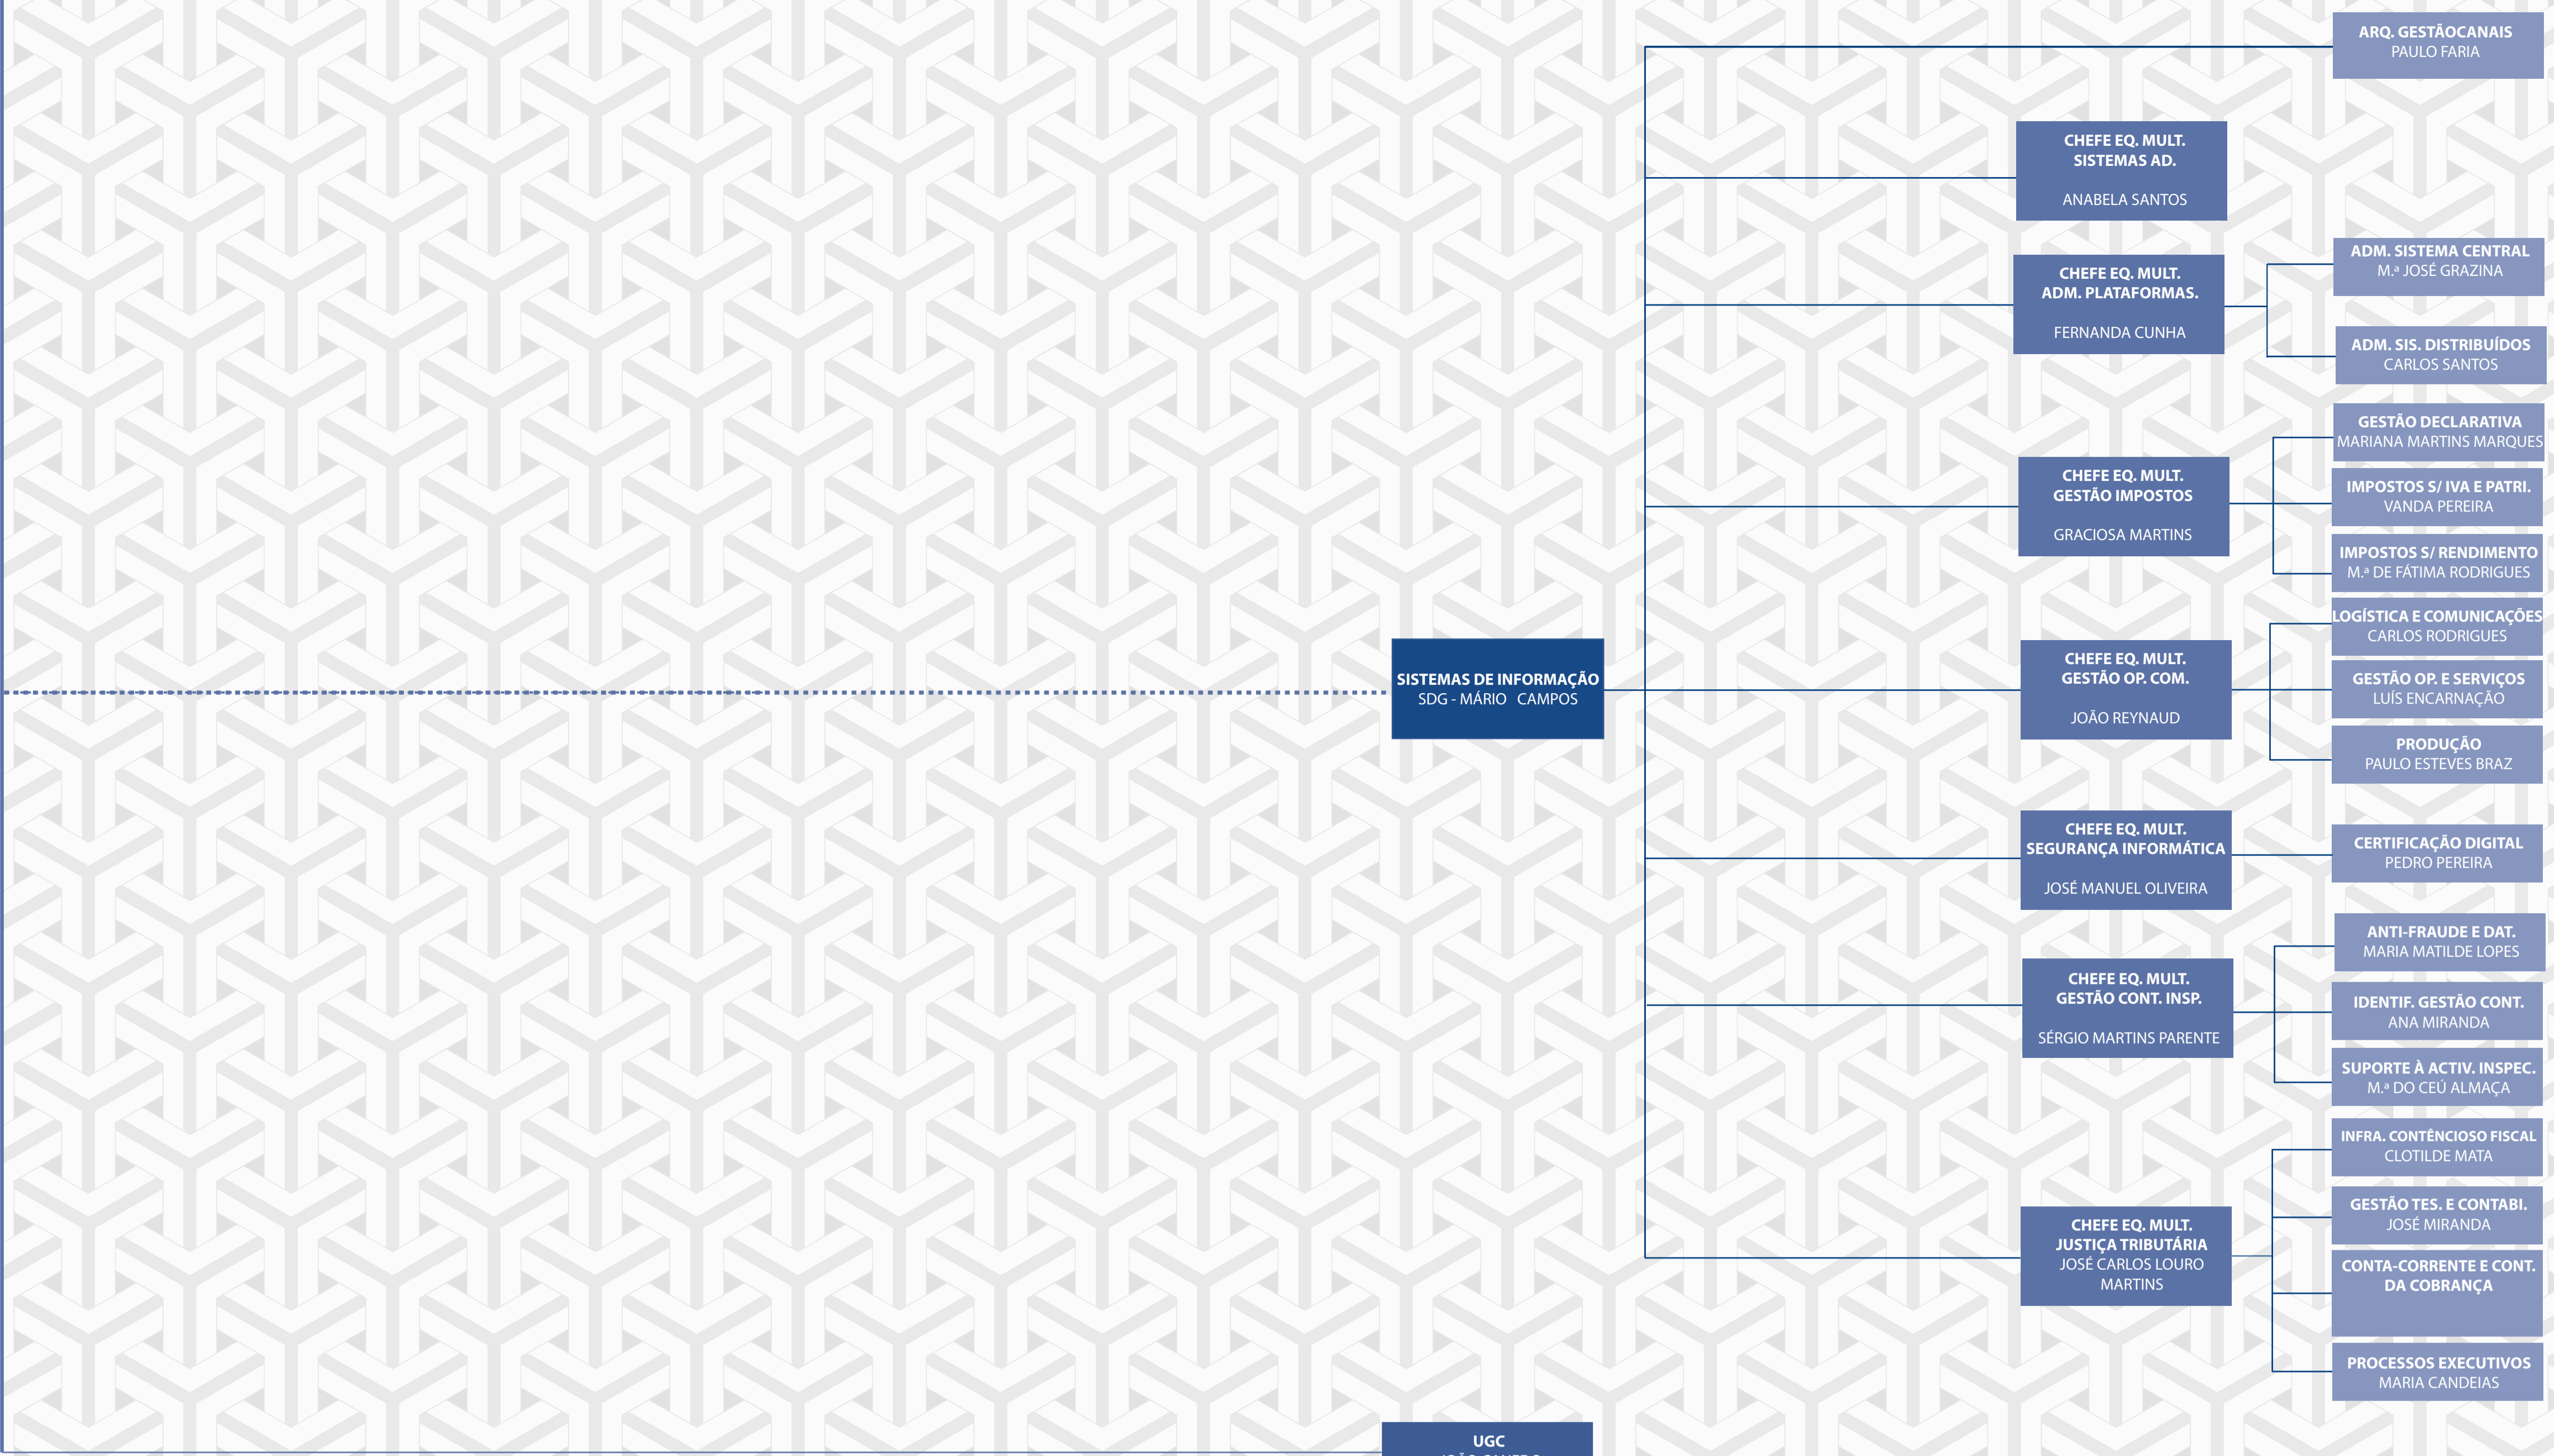 ARQ. GESTÃOCANAIS
PAULO FARIA
CHEFE EQ. MULT.
SISTEMAS AD.
ANABELA SANTOS
CHEFE EQ. MULT.
ADM. PLATAFORMAS.
FERNANDA CUNHA
ADM. SISTEMA CENTRAL
M.ª JOSÉ GRAZINA
ADM. SIS. DISTRIBUÍDOS
CARLOS SANTOS
CHEFE EQ. MULT.
GESTÃO IMPOSTOS
GRACIOSA MARTINS
GESTÃO DECLARATIVA
MARIANA MARTINS MARQUES
IMPOSTOS S/ IVA E PATRI.
VANDA PEREIRA
IMPOSTOS S/ RENDIMENTO
M.ª DE FÁTIMA RODRIGUES
SISTEMAS DE INFORMAÇÃO
SDG - MÁRIO CAMPOS
CHEFE EQ. MULT.
GESTÃO OP. COM.
JOÃO REYNAUD
LOGÍSTICA E COMUNICAÇÕES
CARLOS RODRIGUES
GESTÃO OP. E SERVIÇOS
LUÍS ENCARNAÇÃO
PRODUÇÃO
PAULO ESTEVES BRAZ
CHEFE EQ. MULT.
SEGURANÇA INFORMÁTICA
JOSÉ MANUEL OLIVEIRA
CERTIFICAÇÃO DIGITAL
PEDRO PEREIRA
CHEFE EQ. MULT.
GESTÃO CONT. INSP.
SÉRGIO MARTINS PARENTE
ANTI-FRAUDE E DAT.
MARIA MATILDE LOPES
IDENTIF. GESTÃO CONT.
ANA MIRANDA
SUPORTE À ACTIV. INSPEC.
M.ª DO CEÚ ALMAÇA
CHEFE EQ. MULT.
JUSTIÇA TRIBUTÁRIA
JOSÉ CARLOS LOURO
MARTINS
INFRA. CONTÊNCIOSO FISCAL
CLOTILDE MATA
GESTÃO TES. E CONTABI.
JOSÉ MIRANDA
CONTA-CORRENTE E CONT.
DA COBRANÇA
PROCESSOS EXECUTIVOS
MARIA CANDEIAS
UGC